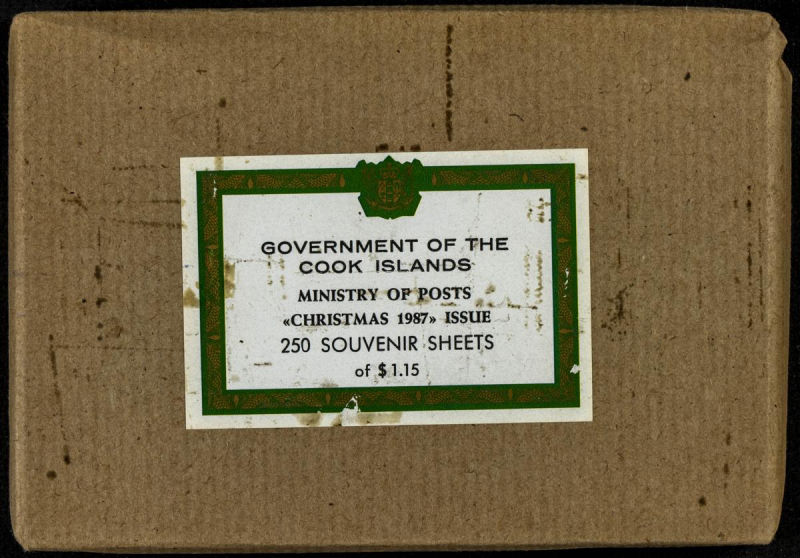 GOVERNMENT OF THE
COOK ISLANDS
MINISTRY OF POSTS
«CHRISTMAS 1987» ISSUE
250 SOUVENIR SHEETS
of $1.15